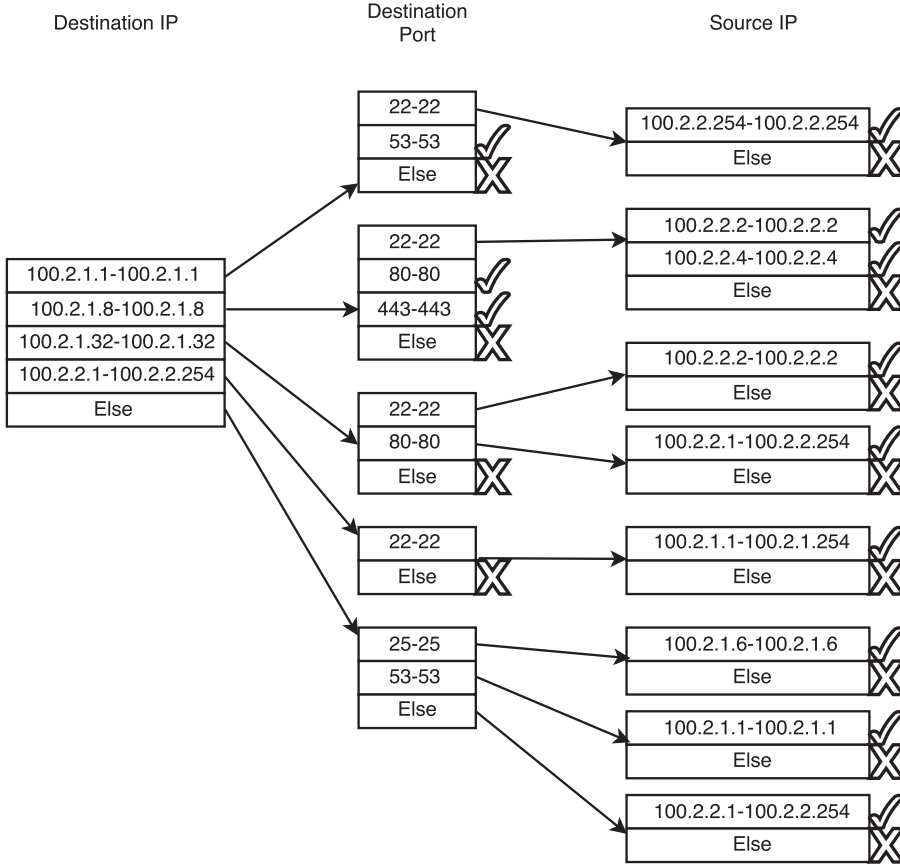 Destination IP
Destination
Port
Source IP
100.2.1.1-100.2.1.1
100.2.1.8-100.2.1.8
100.2.1.32-100.2.1.32
100.2.2.1-100.2.2.254
Else
22-22
53-53
Else
22-22
80-80
443-443
Else
22-22
80-80
Else
22-22
Else
25-25
53-53
Else
100.2.2.254-100.2.2.254
Else
100.2.2.2-100.2.2.2
100.2.2.4-100.2.2.4
Else
100.2.2.2-100.2.2.2
Else
100.2.2.1-100.2.2.254
Else
100.2.1.1-100.2.1.254
Else
100.2.1.6-100.2.1.6
Else
100.2.1.1-100.2.1.1
Else
100.2.2.1-100.2.2.254
Else